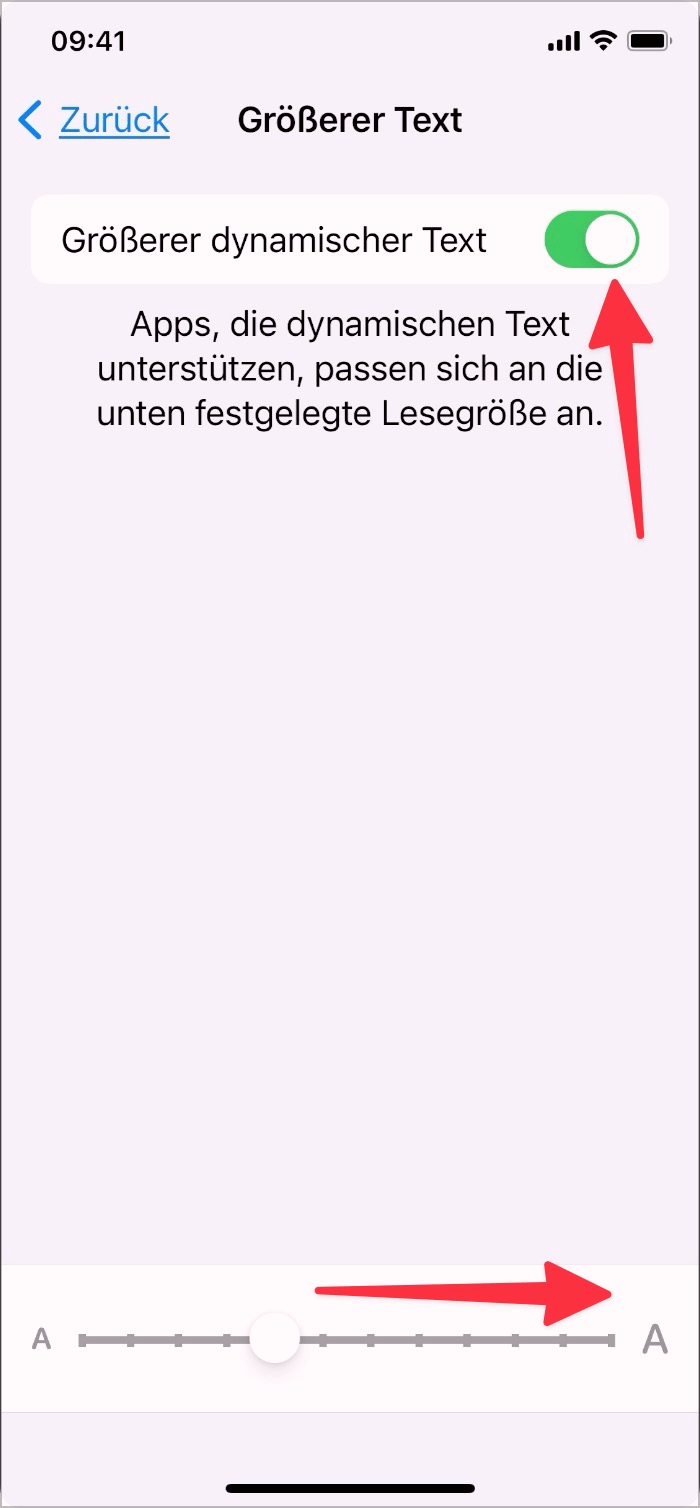 09:41
Zurück
Größerer Text
Größerer dynamischer Text
Apps, die dynamischen Text
unterstützen, passen sich an die
unten festgelegte Lesegröße an.
A A